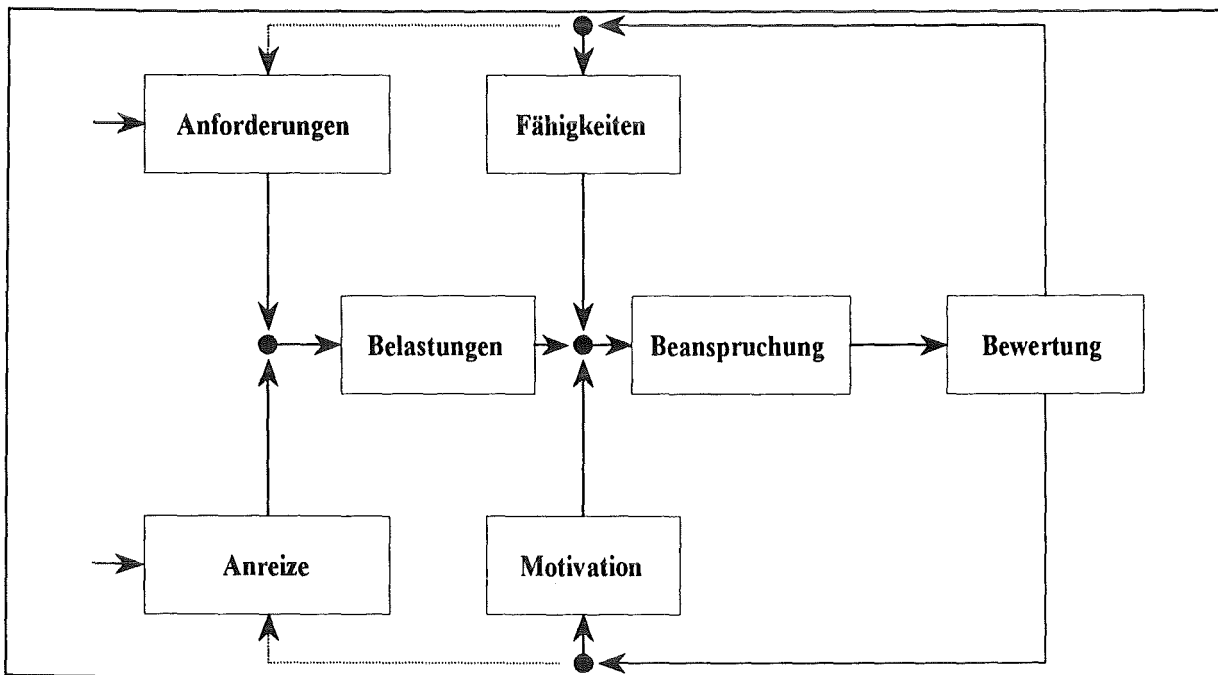 Anforderungen
Fähigkeiten
Belastungen
Beanspruchung
Bewertung
Anreize
Motivation